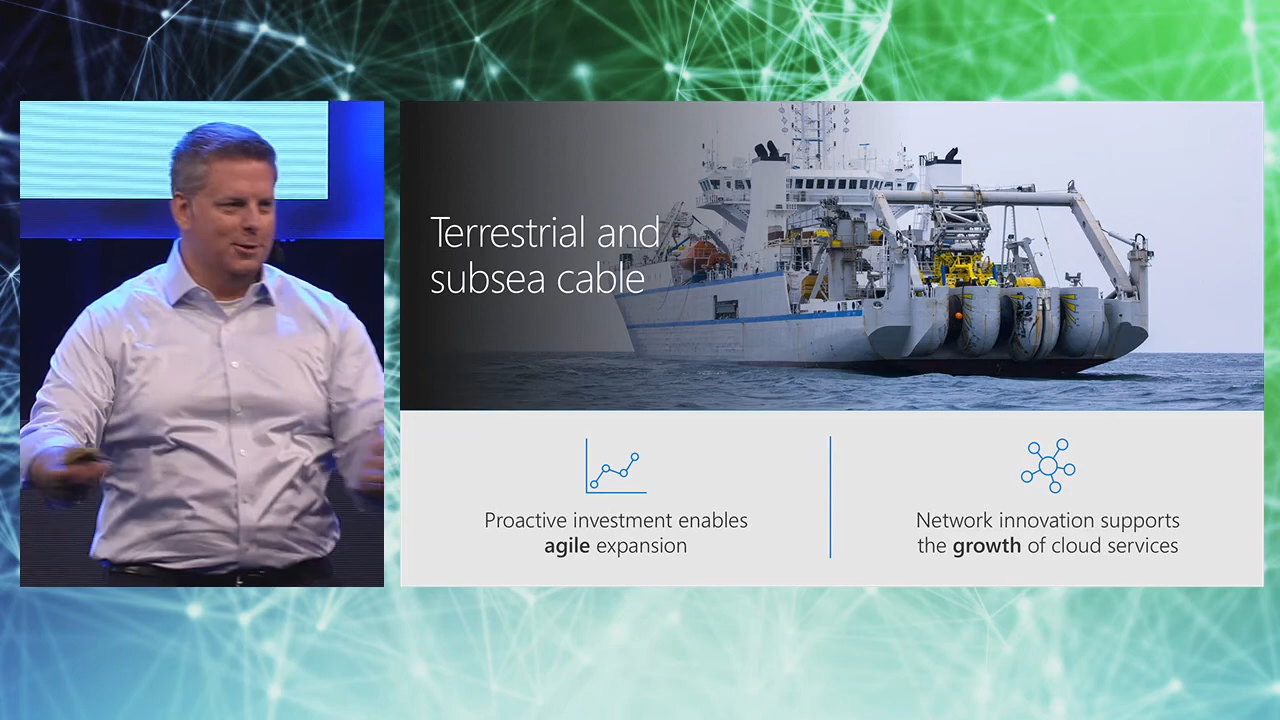 Terrestrial and
subsea cable
Proactive investment enables
agile expansion
Network innovation supports
the growth of cloud services